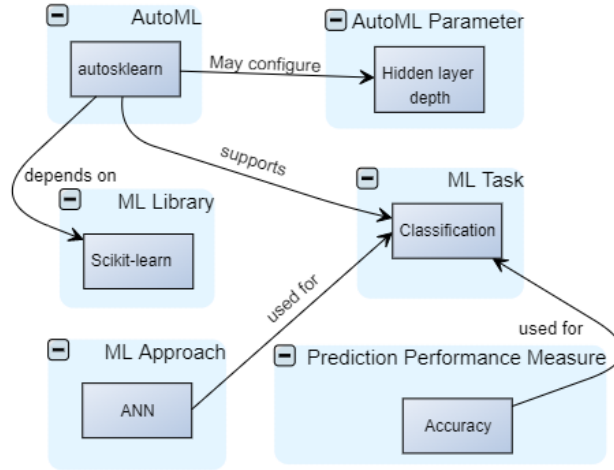 AutoML
AutoML Parameter
autosklearn
May configure
Hidden layer
depth
supports
depends on
ML Library
ML Task
Scikit-learn
Classification
used for
used for
ML Approach
Prediction Performance Measure
ANN
Accuracy